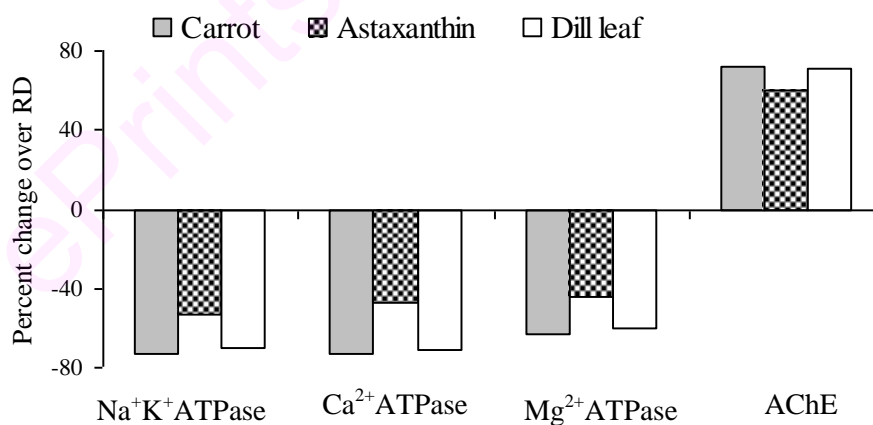 Carrot Astaxanthin Dill leaf
Percent change over RD
80
40
0
-40
-80
Na⁺K⁺ATPase Ca²⁺ATPase Mg²⁺ATPase AChE
ePrints